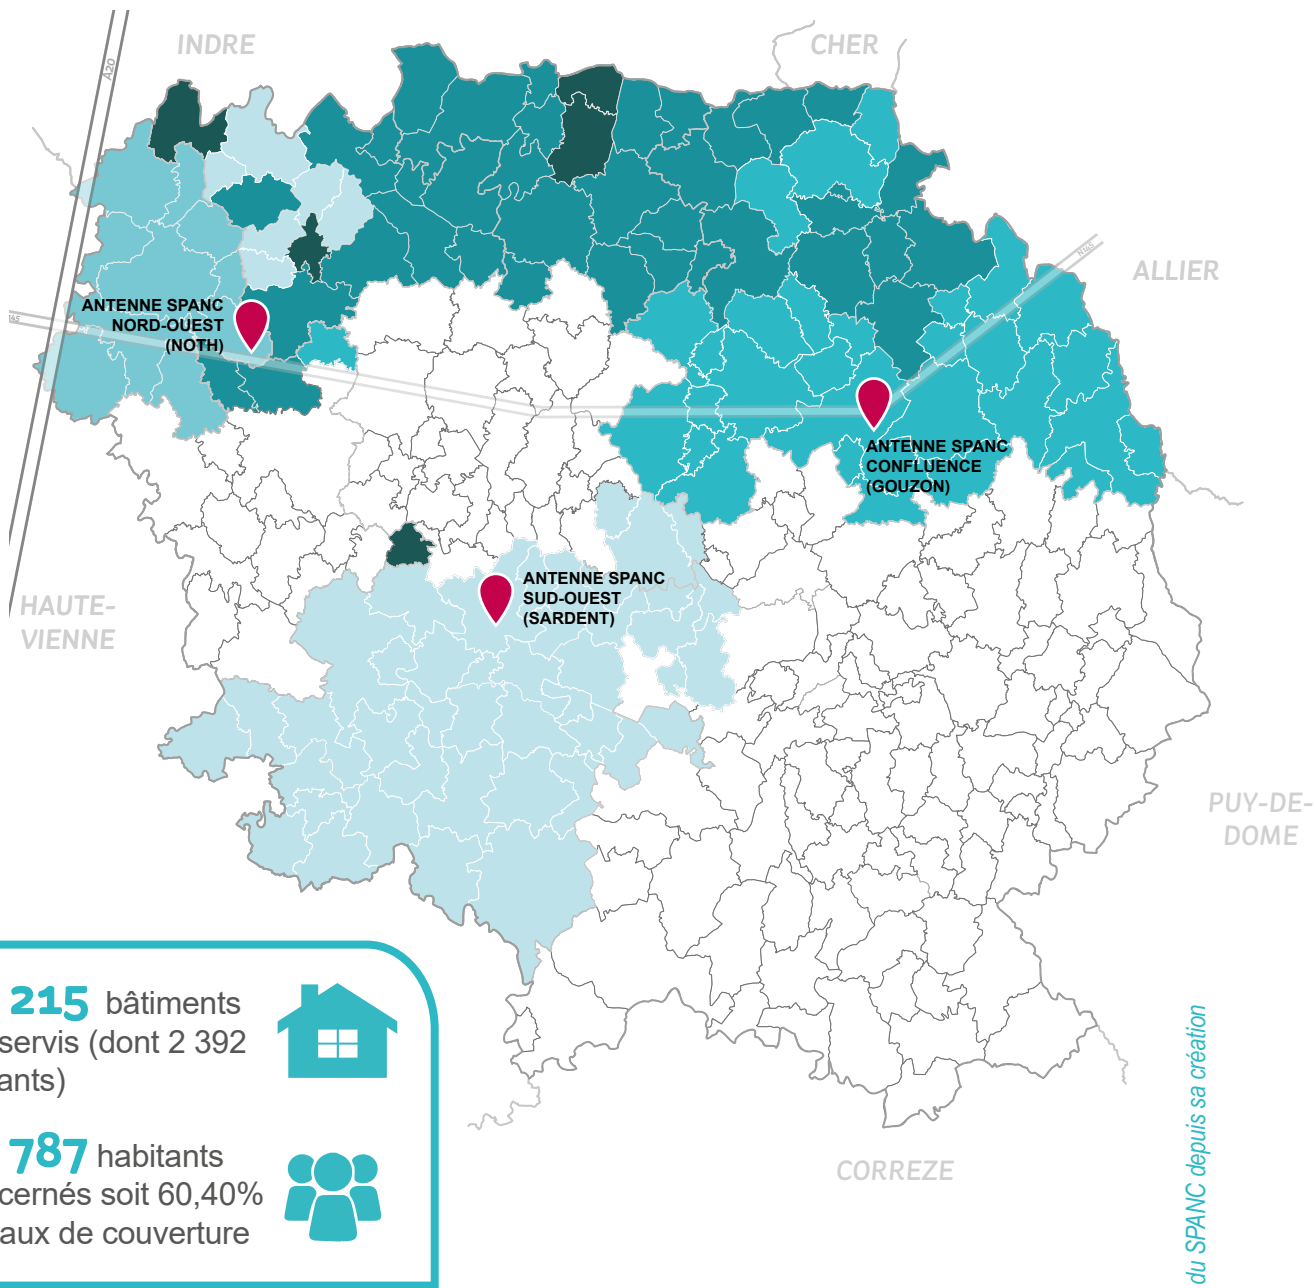 INDRE
CHER
A20
N145
ALLIER
ANTENNE SPANC
NORD-OUEST
(NOTH)
ANTENNE SPANC
CONFLUENCE
(GOUZON)
ANTENNE SPANC
SUD-OUEST
(SARDENT)
HAUTE-
VIENNE
PUY-DE-
DOME
215 bâtiments
servis (dont 2 392
ants)
787 habitants
cernés soit 60,40%
aux de couverture
CORREZE
du SPANC depuis sa création